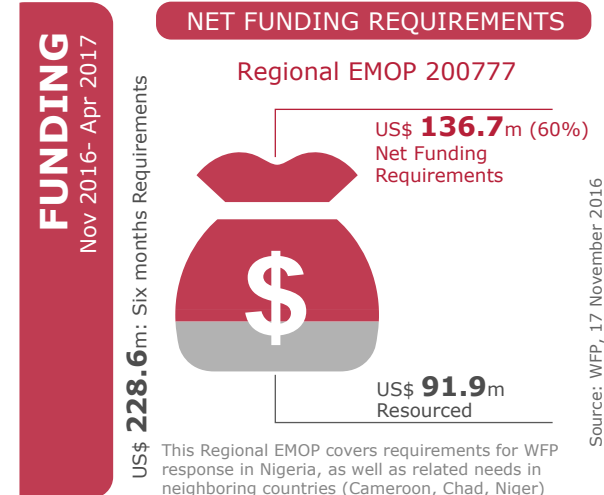 FUNDING
Nov 2016- Apr 2017
NET FUNDING REQUIREMENTS
Regional EMOP 200777
US$ 228.6m: Six months Requirements
US$ 136.7m (60%)
Net Funding
Requirements
$
US$ 91.9m
Resourced
This Regional EMOP covers requirements for WFP
response in Nigeria, as well as related needs in
neighboring countries (Cameroon, Chad, Niger)
Source: WFP, 17 November 2016